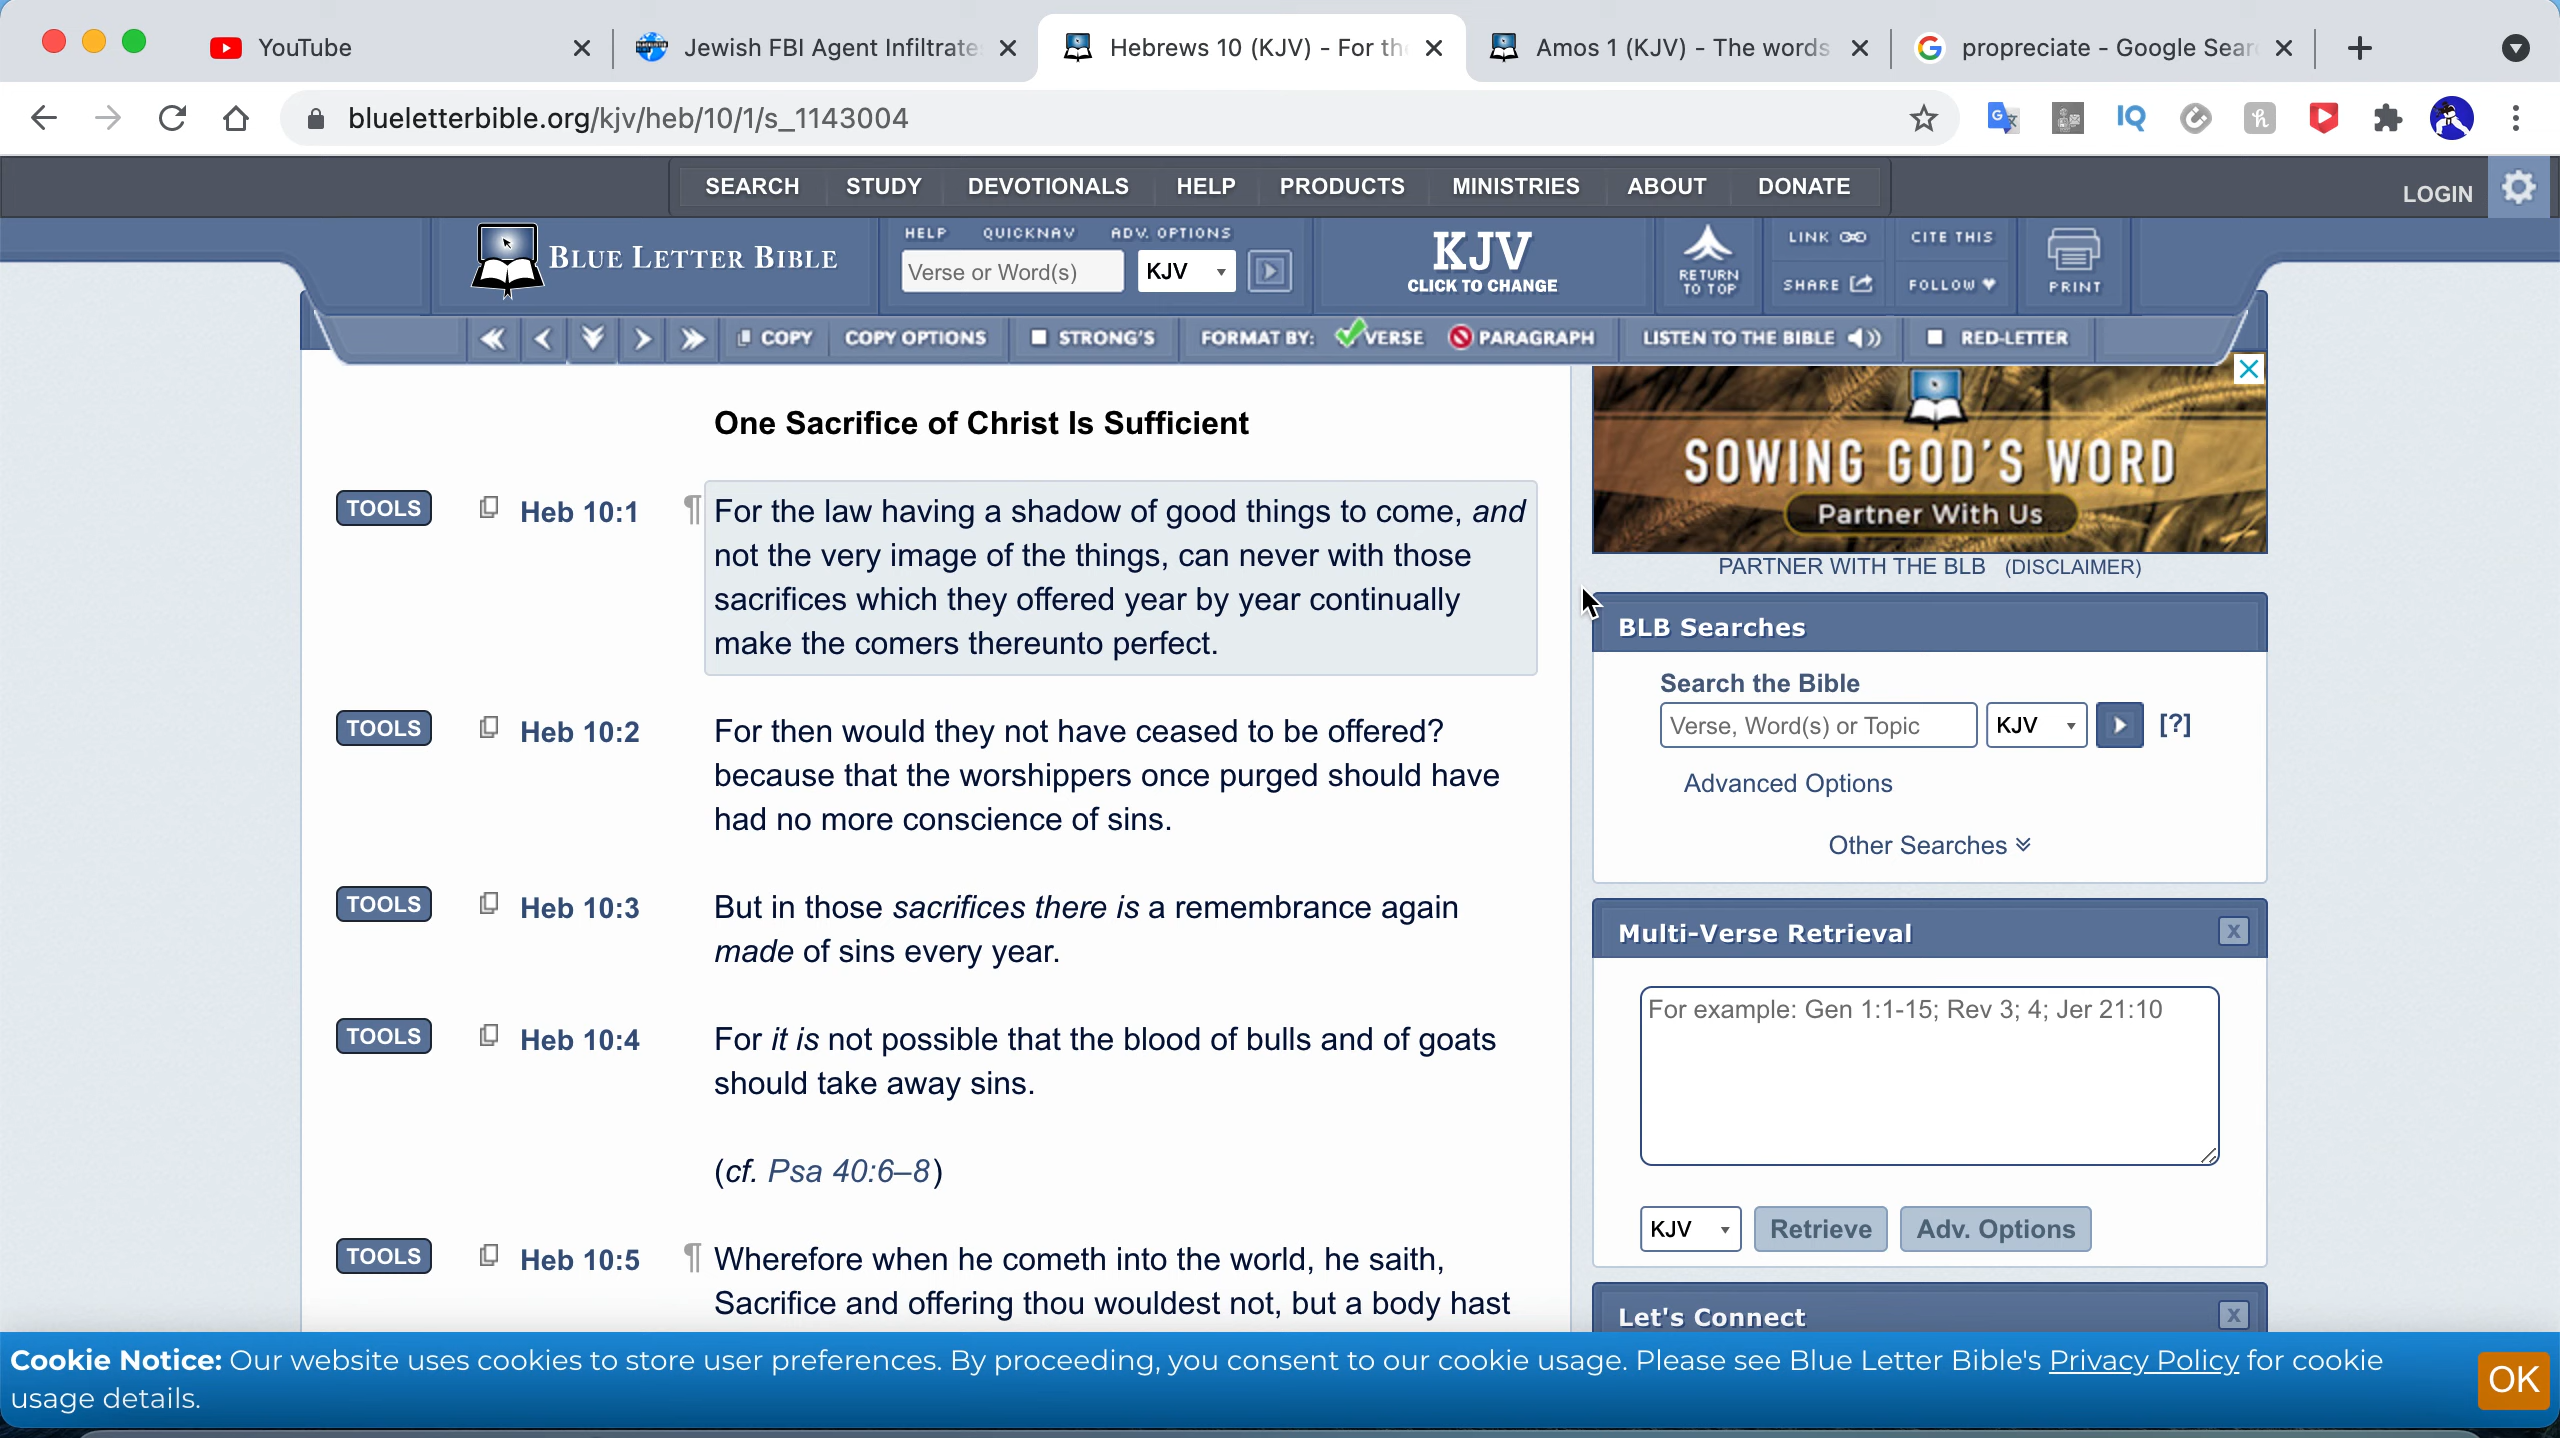 YouTube
Jewish FBI Agent Infiltrate
Hebrews 10 (KJV) - For th
Amos 1 (KJV) - The words
propreciate - Google Sear
blueletterbible.org/kjv/heb/10/1/s_1143004
SEARCH STUDY DEVOTIONALS HELP PRODUCTS MINISTRIES ABOUT DONATE
LOGIN
BLUE LETTER BIBLE
HELP QUICKNAV ADV. OPTIONS
Verse or Word(s) KJV
KJV
CLICK TO CHANGE
RETURN
TO TOP
LINK
SHARE
CITE THIS
FOLLOW
PRINT
COPY COPY OPTIONS STRONG'S FORMAT BY: VERSE PARAGRAPH LISTEN TO THE BIBLE RED-LETTER
One Sacrifice of Christ Is Sufficient
TOOLS Heb 10:1 ¶ For the law having a shadow of good things to come, and
not the very image of the things, can never with those
sacrifices which they offered year by year continually
make the comers thereunto perfect.
TOOLS Heb 10:2 For then would they not have ceased to be offered?
because that the worshippers once purged should have
had no more conscience of sins.
TOOLS Heb 10:3 But in those sacrifices there is a remembrance again
made of sins every year.
TOOLS Heb 10:4 For it is not possible that the blood of bulls and of goats
should take away sins.
(cf. Psa 40:6–8)
TOOLS Heb 10:5 ¶ Wherefore when he cometh into the world, he saith,
Sacrifice and offering thou wouldest not, but a body hast
SOWING GOD'S WORD
Partner With Us
PARTNER WITH THE BLB (DISCLAIMER)
BLB Searches
Search the Bible
Verse, Word(s) or Topic KJV [?]
Advanced Options
Other Searches
Multi-Verse Retrieval x
For example: Gen 1:1-15; Rev 3; 4; Jer 21:10
KJV Retrieve Adv. Options
Let's Connect x
Cookie Notice: Our website uses cookies to store user preferences. By proceeding, you consent to our cookie usage. Please see Blue Letter Bible's Privacy Policy for cookie
usage details.
OK